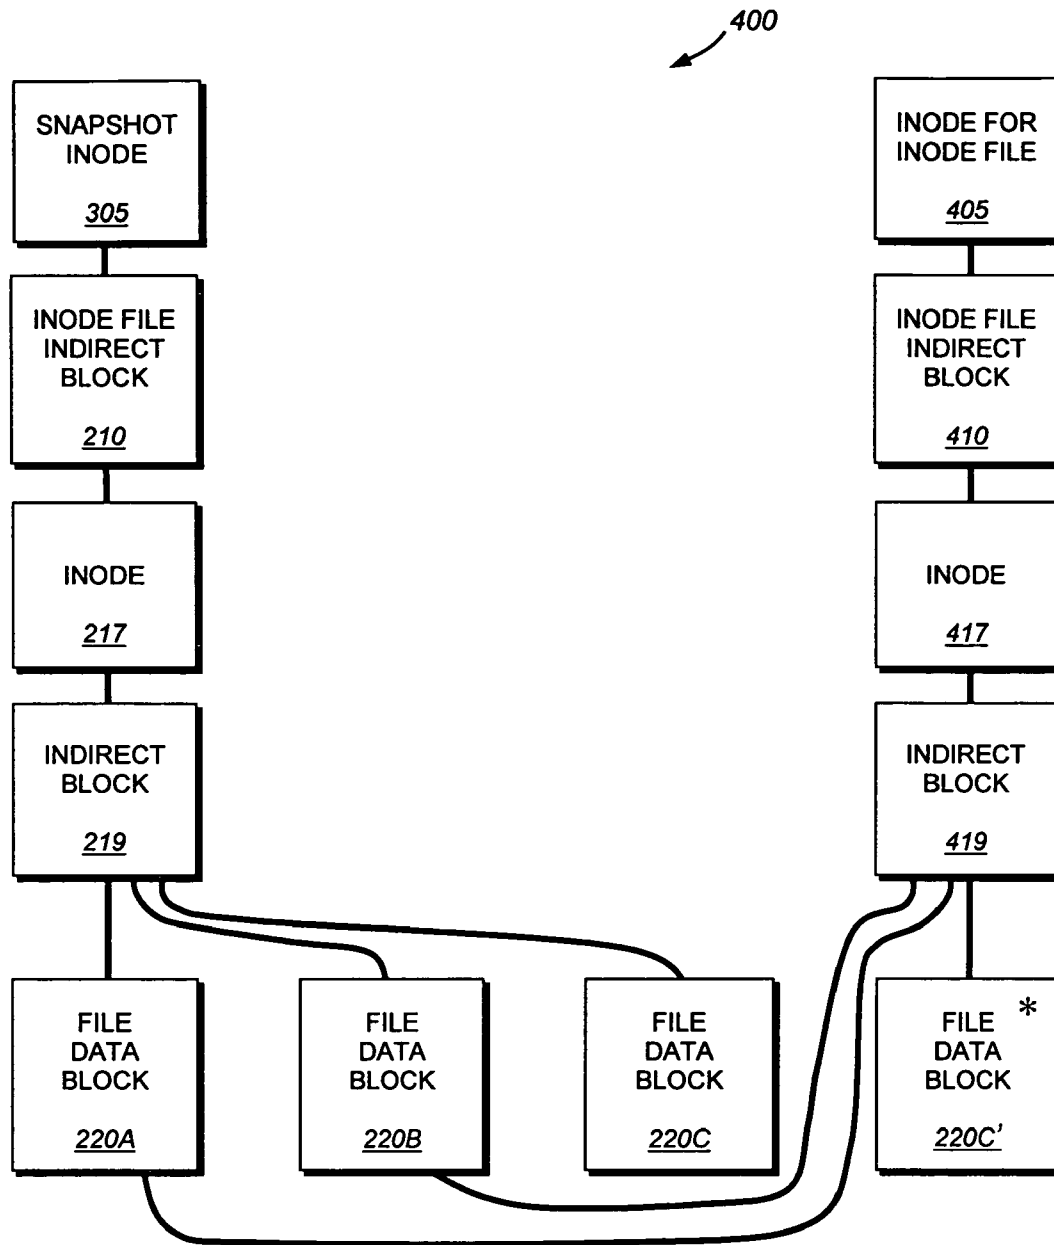 400
SNAPSHOT
INODE
305
INODE FOR
INODE FILE
405
INODE FILE
INDIRECT
BLOCK
210
INODE FILE
INDIRECT
BLOCK
410
INODE
217
INODE
417
INDIRECT
BLOCK
219
INDIRECT
BLOCK
419
FILE
DATA
BLOCK
220A
FILE
DATA
BLOCK
220B
FILE
DATA
BLOCK
220C
FILE *
DATA
BLOCK
220C'